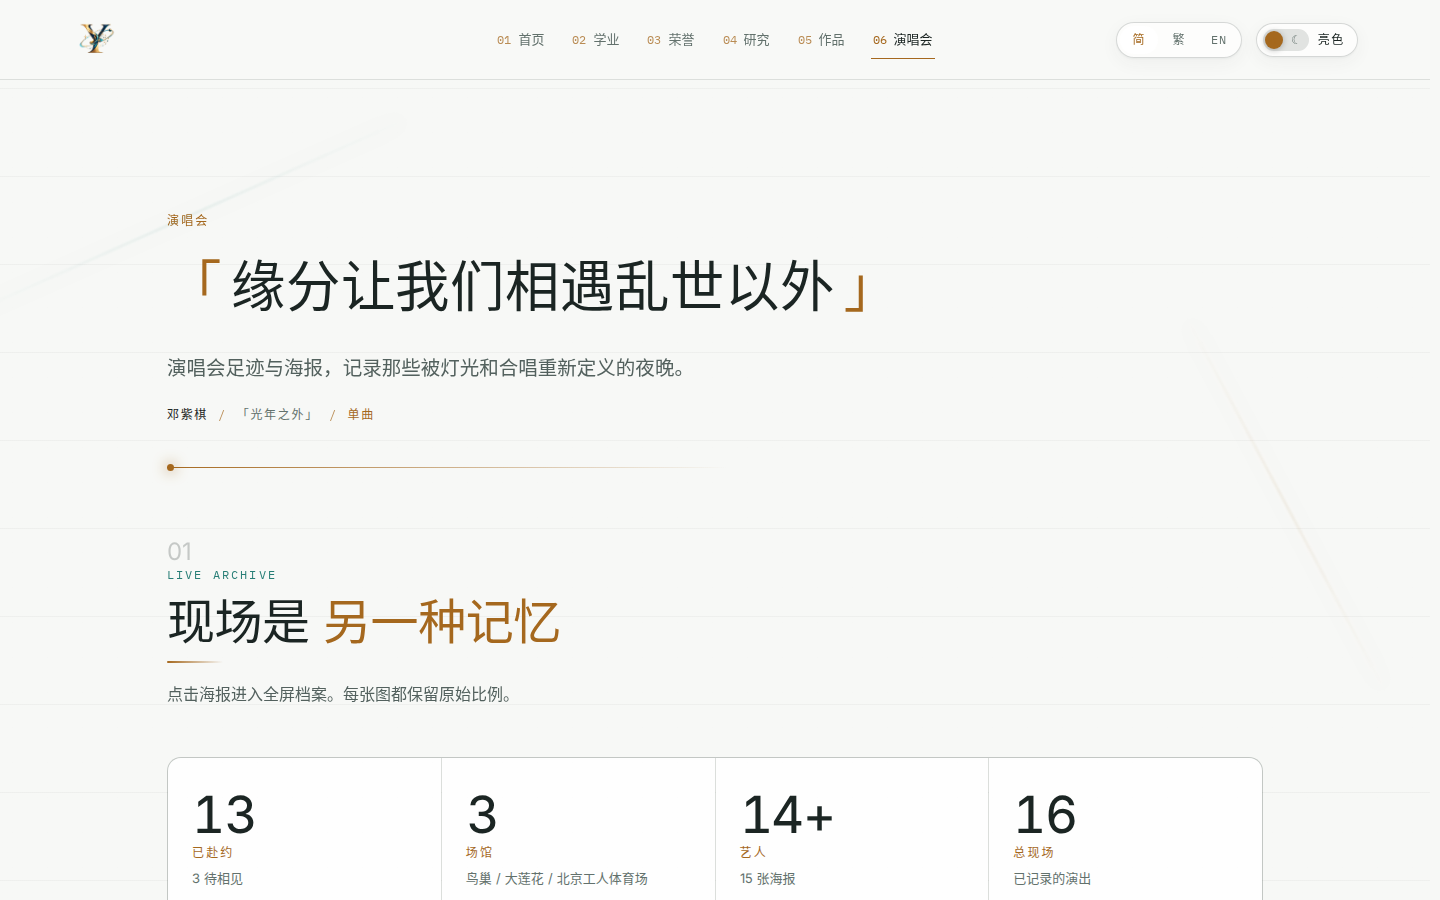 01 首页 02 学业 03 荣誉 04 研究 05 作品 06 演唱会 简 繁 EN 亮色
演唱会
「缘分让我们相遇乱世以外」
演唱会足迹与海报，记录那些被灯光和合唱重新定义的夜晚。
邓紫棋 / 「光年之外」 / 单曲
01
LIVE ARCHIVE
现场是 另一种记忆
点击海报进入全屏档案。每张图都保留原始比例。
13
已赴约
3 待相见
3
场馆
鸟巢 / 大莲花 / 北京工人体育场
14+
艺人
15 张海报
16
总现场
已记录的演出